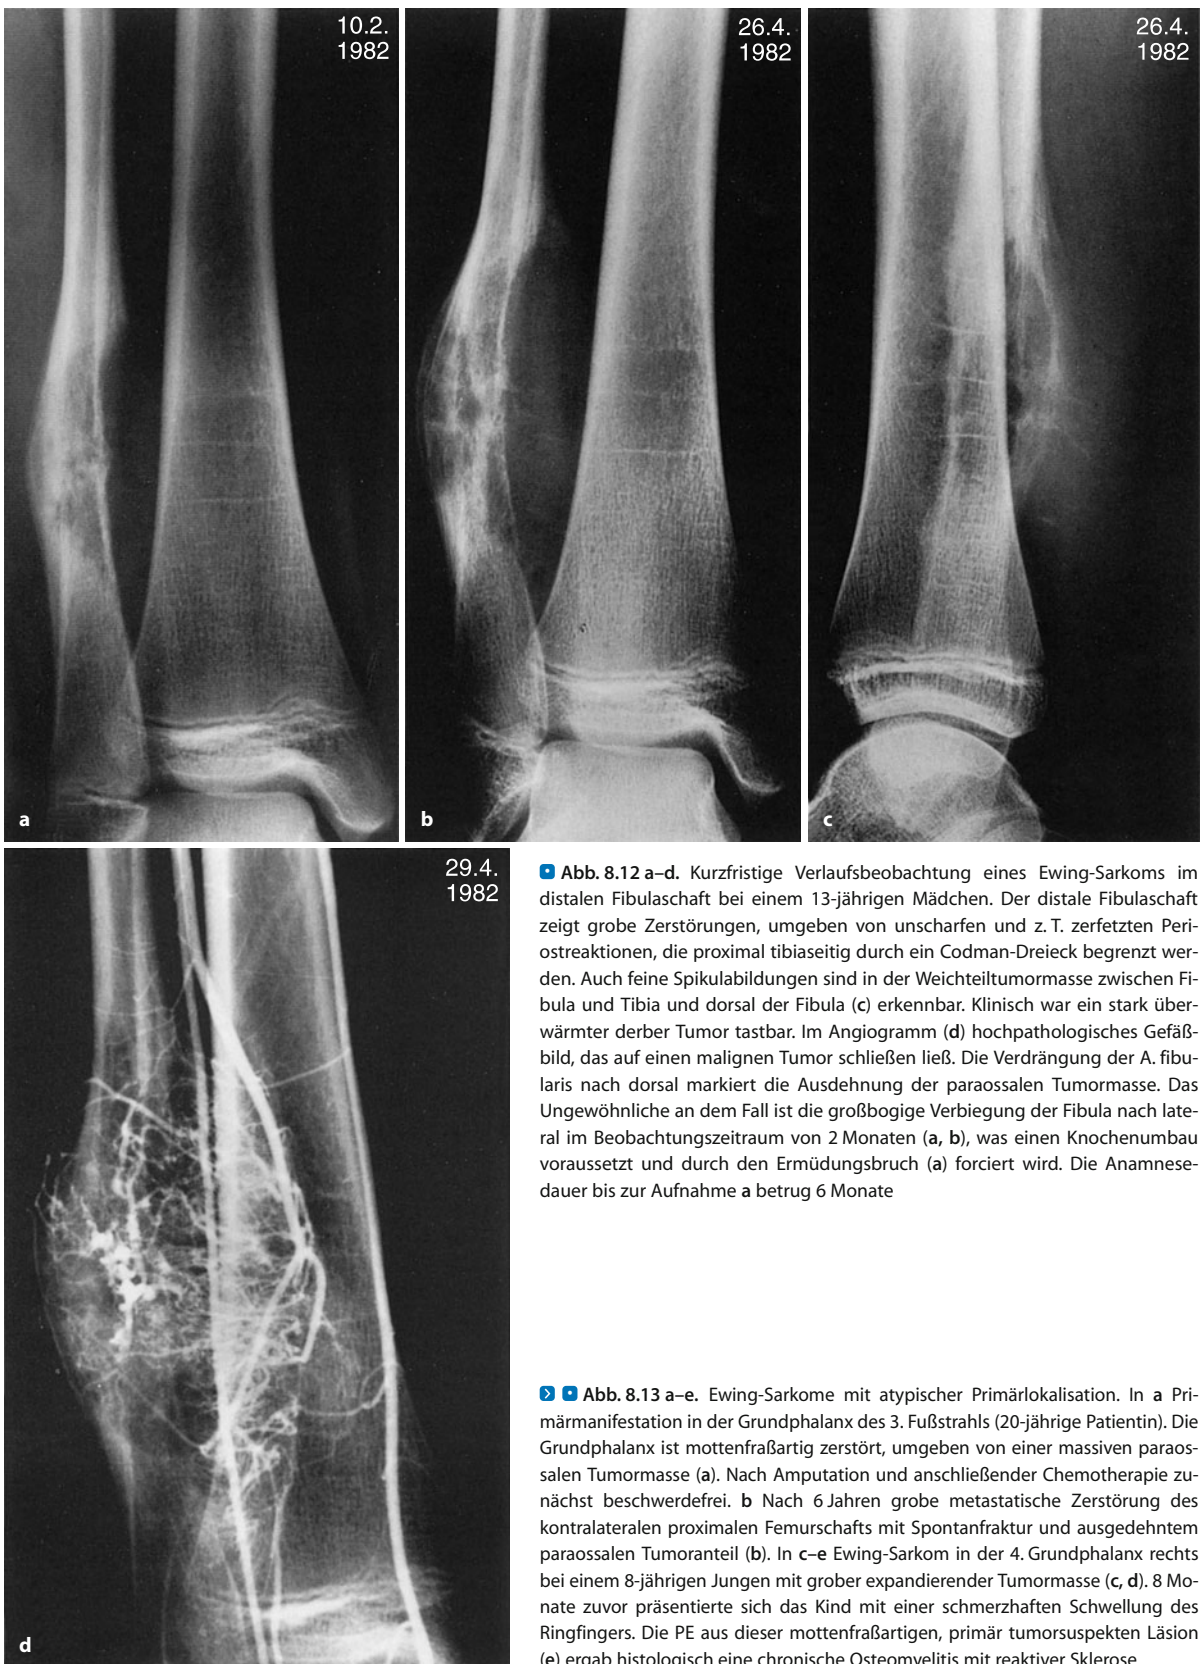 10.2.
1982
26.4.
1982
26.4.
1982
a
b
c
29.4.
1982
d
Abb. 8.12 a–d. Kurzfristige Verlaufsbeobachtung eines Ewing-Sarkoms im
distalen Fibulaschaft bei einem 13-jährigen Mädchen. Der distale Fibulaschaft
zeigt grobe Zerstörungen, umgeben von unscharfen und z. T. zerfetzten Peri-
ostreaktionen, die proximal tibiaseitig durch ein Codman-Dreieck begrenzt wer-
den. Auch feine Spikulabildungen sind in der Weichteiltumormasse zwischen Fi-
bula und Tibia und dorsal der Fibula (c) erkennbar. Klinisch war ein stark über-
wärmter derber Tumor tastbar. Im Angiogramm (d) hochpathologisches Gefäß-
bild, das auf einen malignen Tumor schließen ließ. Die Verdrängung der A. fibu-
laris nach dorsal markiert die Ausdehnung der paraossalen Tumormasse. Das
Ungewöhnliche an dem Fall ist die großbogige Verbiegung der Fibula nach late-
ral im Beobachtungszeitraum von 2 Monaten (a, b), was einen Knochenumbau
voraussetzt und durch den Ermüdungsbruch (a) forciert wird. Die Anamnese-
dauer bis zur Aufnahme a betrug 6 Monate
Abb. 8.13 a–e. Ewing-Sarkome mit atypischer Primärlokalisation. In a Pri-
märmanifestation in der Grundphalanx des 3. Fußstrahls (20-jährige Patientin). Die
Grundphalanx ist mottenfraßartig zerstört, umgeben von einer massiven paraos-
salen Tumormasse (a). Nach Amputation und anschließender Chemotherapie zu-
nächst beschwerdefrei. b Nach 6 Jahren grobe metastatische Zerstörung des
kontralateralen proximalen Femurschafts mit Spontanfraktur und ausgedehntem
paraossalen Tumoranteil (b). In c–e Ewing-Sarkom in der 4. Grundphalanx rechts
bei einem 8-jährigen Jungen mit grober expandierender Tumormasse (c, d). 8 Mo-
nate zuvor präsentierte sich das Kind mit einer schmerzhaften Schwellung des
Ringfingers. Die PE aus dieser mottenfraßartigen, primär tumorsuspekten Läsion
(e) ergab histologisch eine chronische Osteomyelitis mit reaktiver Sklerose